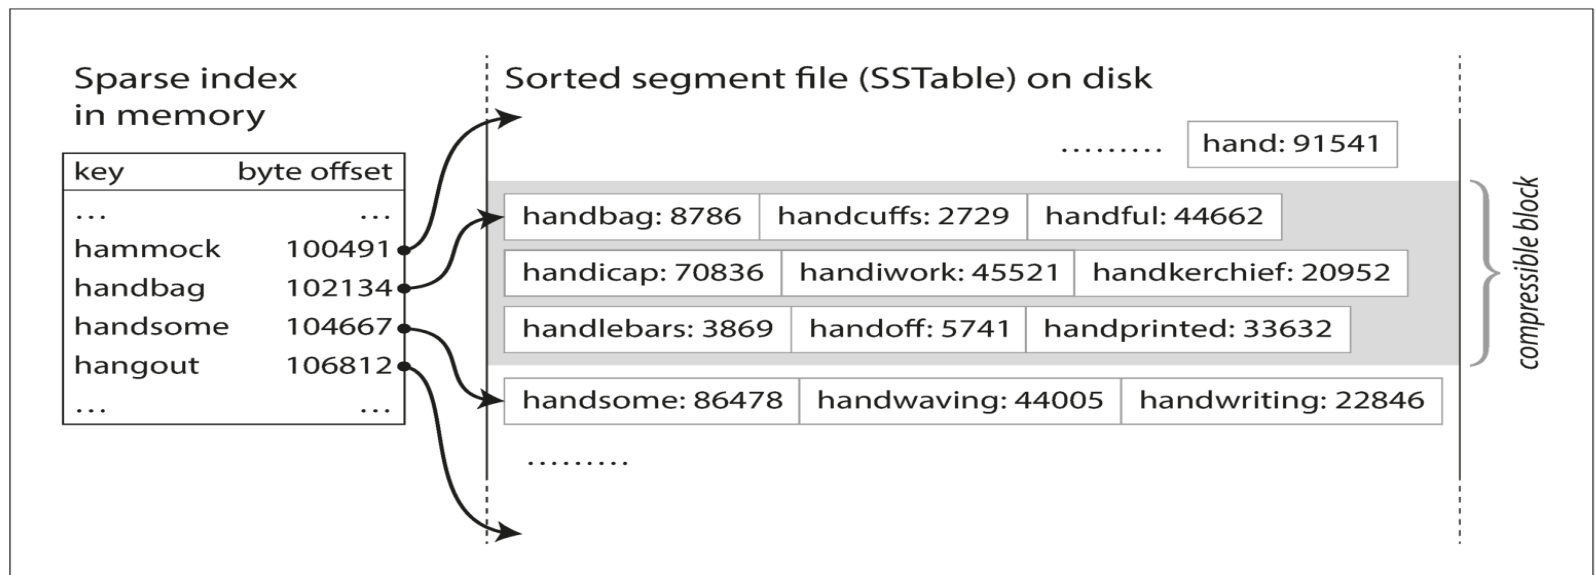 Sparse index
in memory
key byte offset
... ...
hammock 100491
handbag 102134
handsome 104667
hangout 106812
... ...
Sorted segment file (SSTable) on disk
......... hand: 91541
handbag: 8786 handcuffs: 2729 handful: 44662
handicap: 70836 handiwork: 45521 handkerchief: 20952
handlebars: 3869 handoff: 5741 handprinted: 33632
handsome: 86478 handwaving: 44005 handwriting: 22846
.........
compressible block